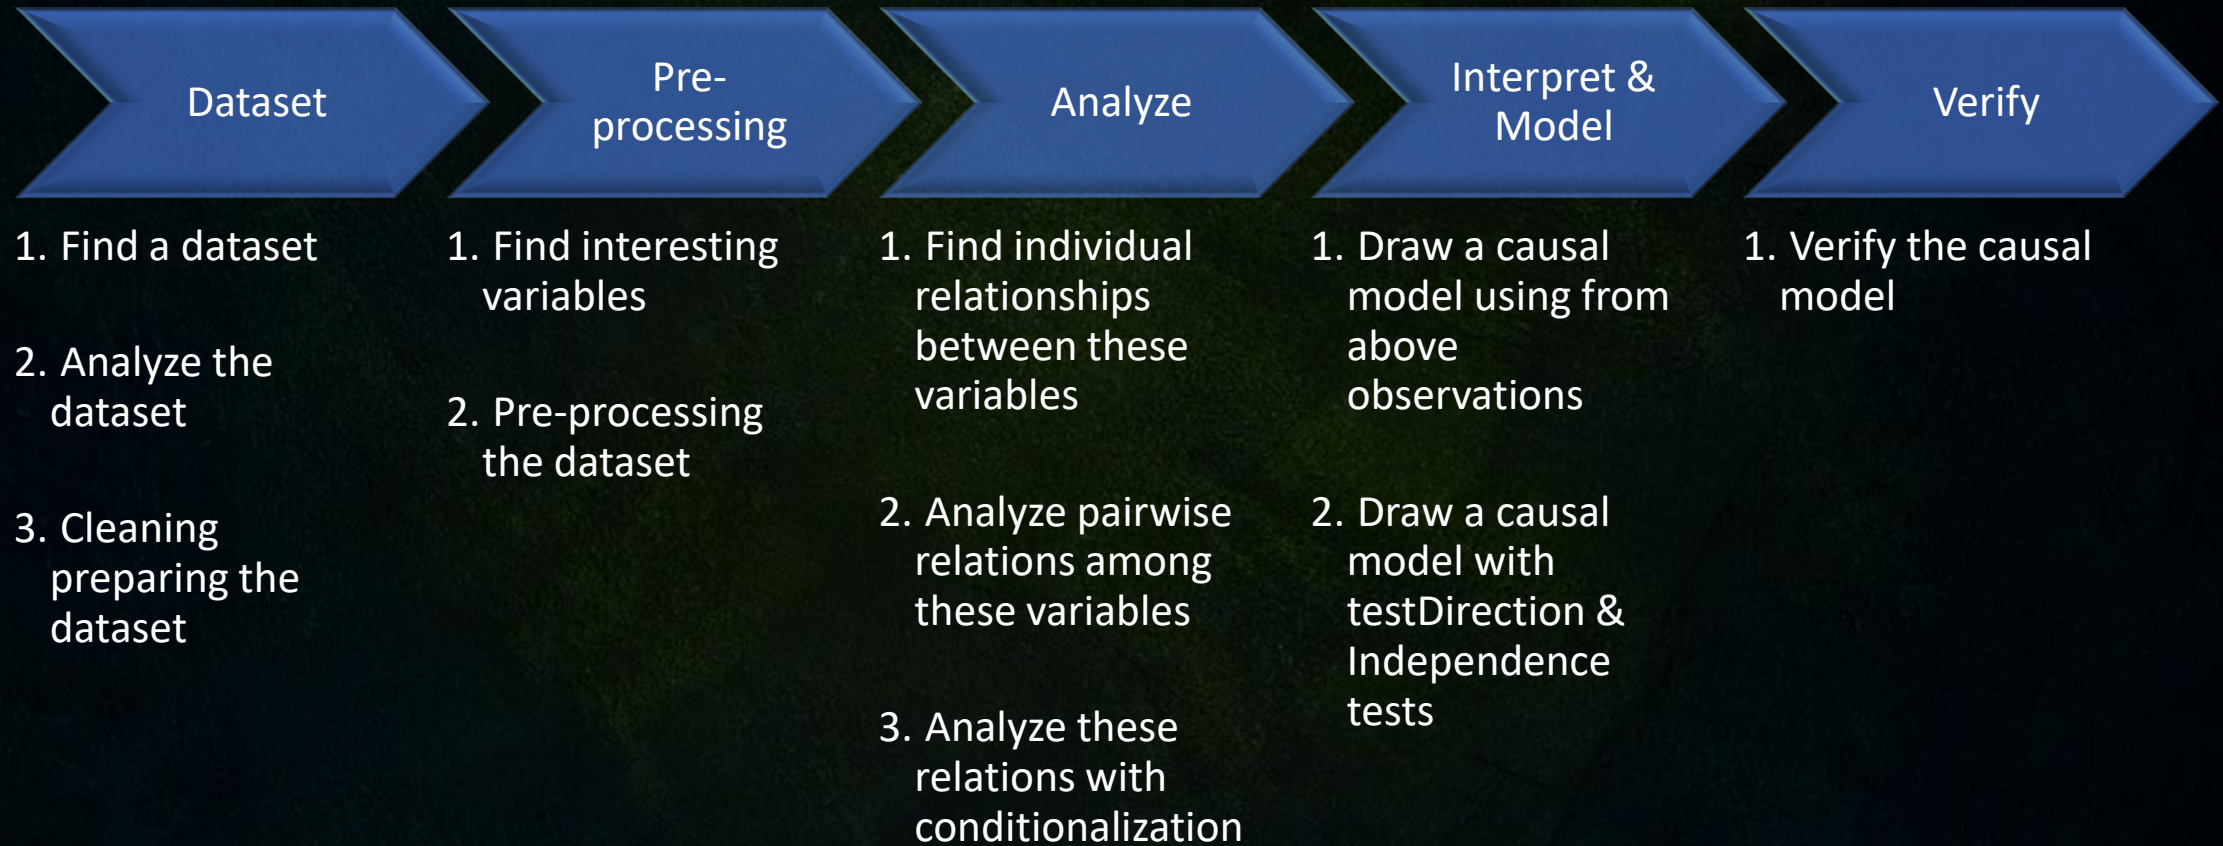 Dataset
Pre-
processing
Analyze
Interpret &
Model
Verify
1. Find a dataset
2. Analyze the
dataset
3. Cleaning
preparing the
dataset
1. Find interesting
variables
2. Pre-processing
the dataset
1. Find individual
relationships
between these
variables
2. Analyze pairwise
relations among
these variables
3. Analyze these
relations with
conditionalization
1. Draw a causal
model using from
above
observations
2. Draw a causal
model with
testDirection &
Independence
tests
1. Verify the causal
model